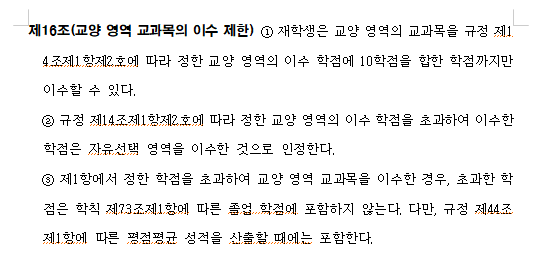 제16조(교양 영역 교과목의 이수 제한) ① 재학생은 교양 영역의 교과목을 규정 제1
4조제1항제2호에 따라 정한 교양 영역의 이수 학점에 10학점을 합한 학점까지만
이수할 수 있다.
② 규정 제14조제1항제2호에 따라 정한 교양 영역의 이수 학점을 초과하여 이수한
학점은 자유선택 영역을 이수한 것으로 인정한다.
③ 제1항에서 정한 학점을 초과하여 교양 영역 교과목을 이수한 경우, 초과한 학
점은 학칙 제73조제1항에 따른 졸업 학점에 포함하지 않는다. 다만, 규정 제44조
제1항에 따른 평점평균 성적을 산출할 때에는 포함한다.